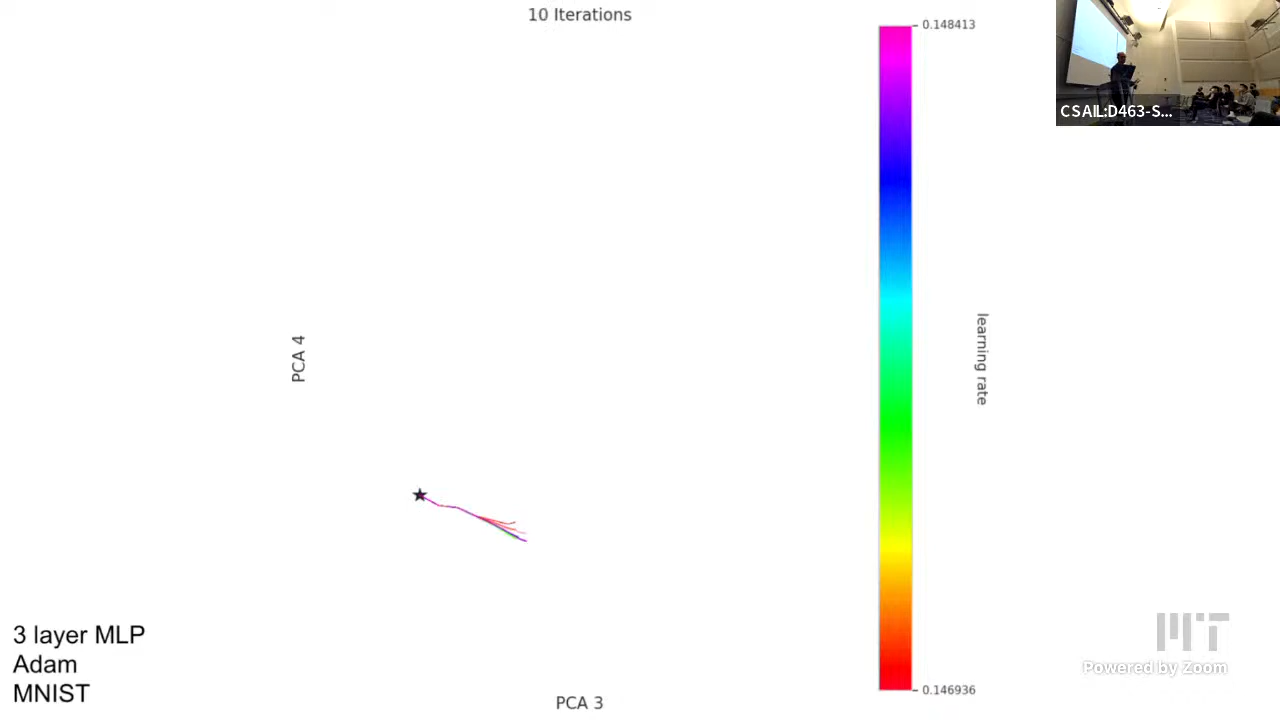 10 Iterations
0.148413
CSAIL:D463-S...
PCA 4
learning rate
3 layer MLP
Adam
MNIST
MIT
Powered by Zoom
0.146936
PCA 3